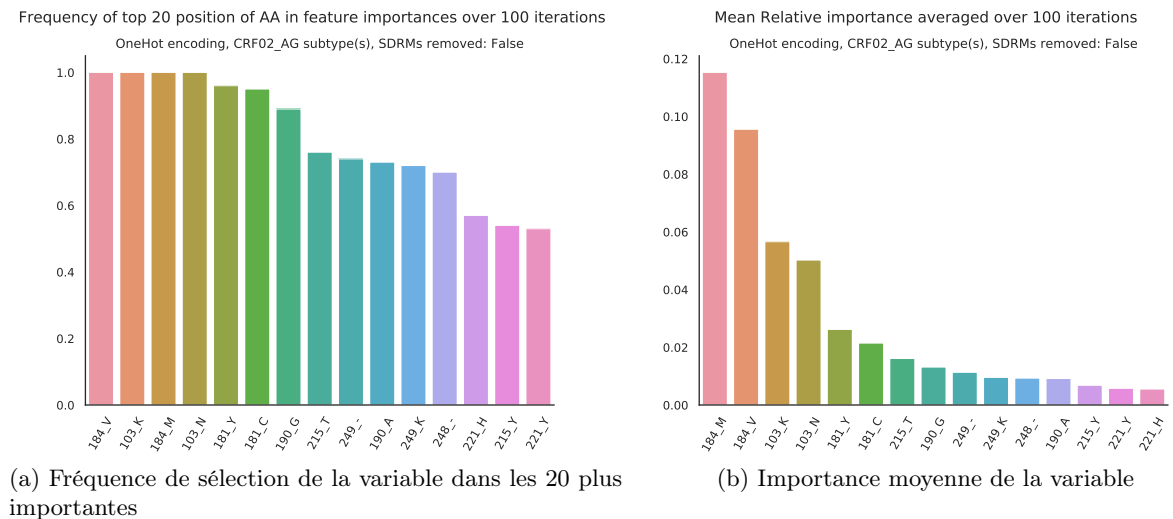 Frequency of top 20 position of AA in feature importances over 100 iterations
OneHot encoding, CRF02_AG subtype(s), SDRMs removed: False
1.0
0.8
0.6
0.4
0.2
0.0
184_V
103_K
184_M
103_N
181_Y
181_C
190_G
215_T
249_-
190_A
249_K
248_-
221_H
215_Y
221_Y
(a) Fréquence de sélection de la variable dans les 20 plus
importantes
Mean Relative importance averaged over 100 iterations
OneHot encoding, CRF02_AG subtype(s), SDRMs removed: False
0.12
0.10
0.08
0.06
0.04
0.02
0.00
184_M
184_V
103_K
103_N
181_Y
181_C
215_T
190_G
249_-
249_K
248_-
190_A
215_Y
221_Y
221_H
(b) Importance moyenne de la variable